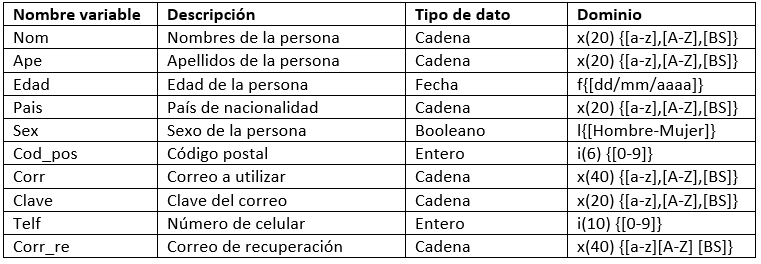 Nombre variable Descripción Tipo de dato Dominio
Nom Nombres de la persona Cadena x(20) {[a-z],[A-Z],[BS]}
Ape Apellidos de la persona Cadena x(20) {[a-z],[A-Z],[BS]}
Edad Edad de la persona Fecha f{[dd/mm/aaaa]}
Pais País de nacionalidad Cadena x(20) {[a-z],[A-Z],[BS]}
Sex Sexo de la persona Booleano l{[Hombre-Mujer]}
Cod_pos Código postal Entero i(6) {[0-9]}
Corr Correo a utilizar Cadena x(40) {[a-z],[A-Z],[BS]}
Clave Clave del correo Cadena x(20) {[a-z],[A-Z],[BS]}
Telf Número de celular Entero i(10) {[0-9]}
Corr_re Correo de recuperación Cadena x(40) {[a-z][A-Z] [BS]}